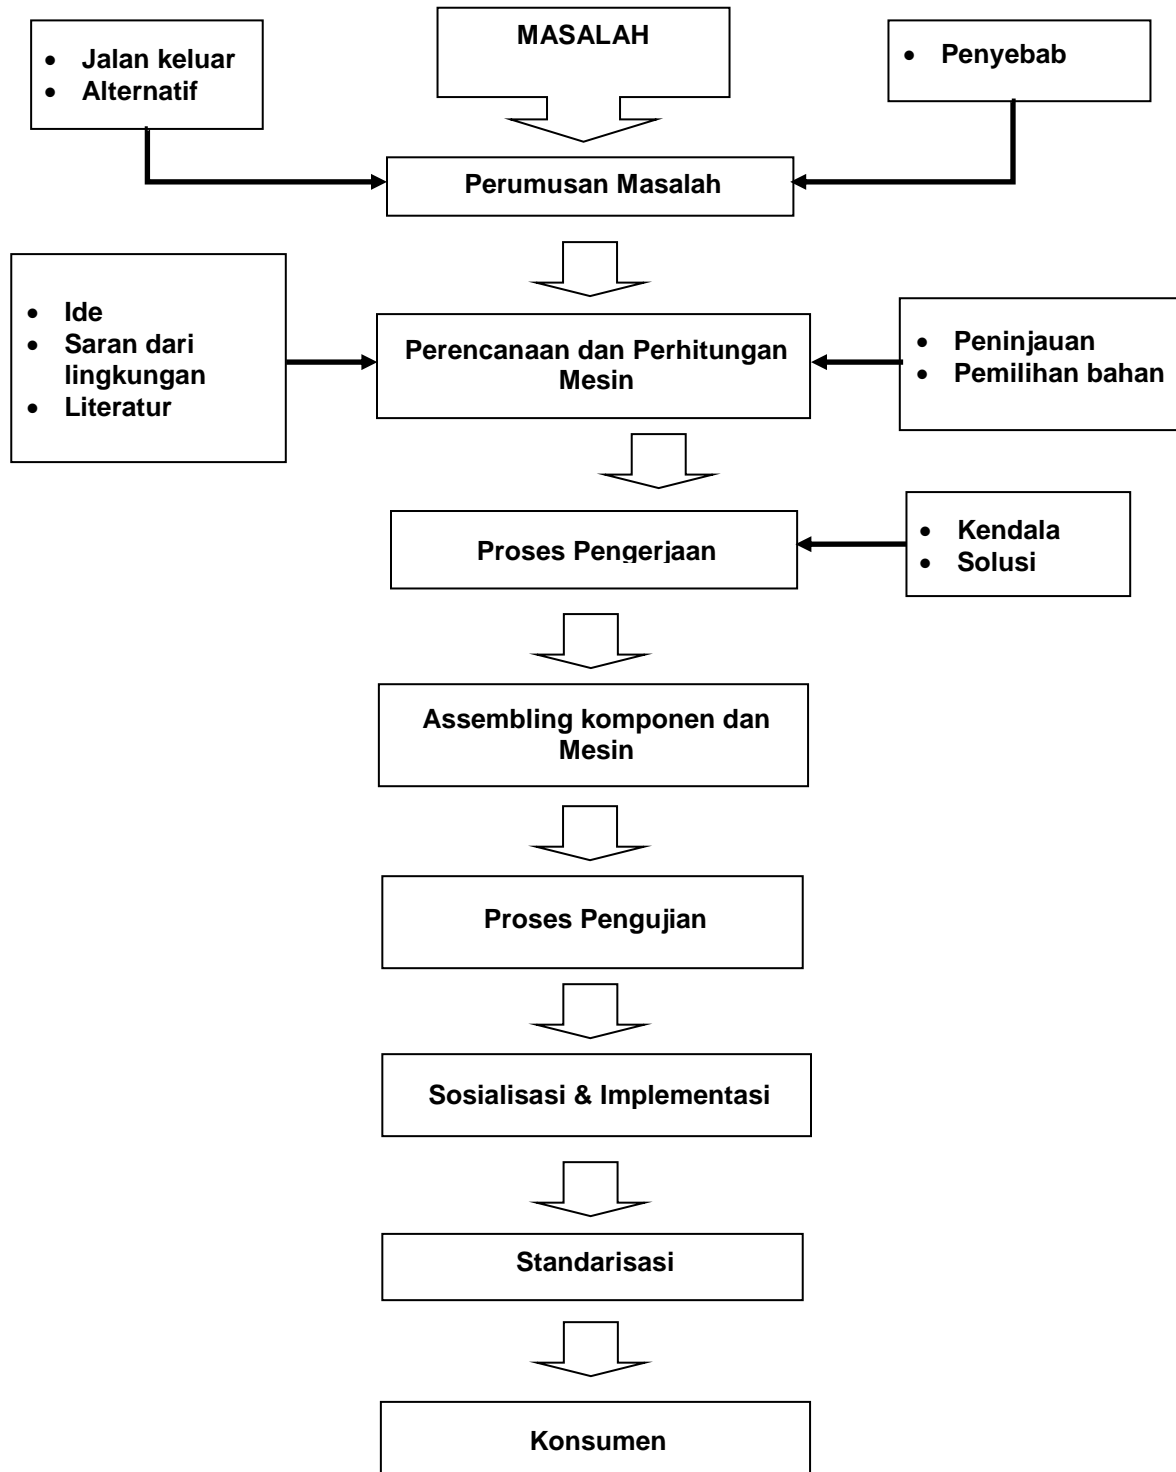 MASALAH
• Jalan keluar
• Alternatif
• Penyebab
Perumusan Masalah
• Ide
• Saran dari
lingkungan
• Literatur
Perencanaan dan Perhitungan
Mesin
• Peninjauan
• Pemilihan bahan
Proses Pengerjaan
• Kendala
• Solusi
Assembling komponen dan
Mesin
Proses Pengujian
Sosialisasi & Implementasi
Standarisasi
Konsumen